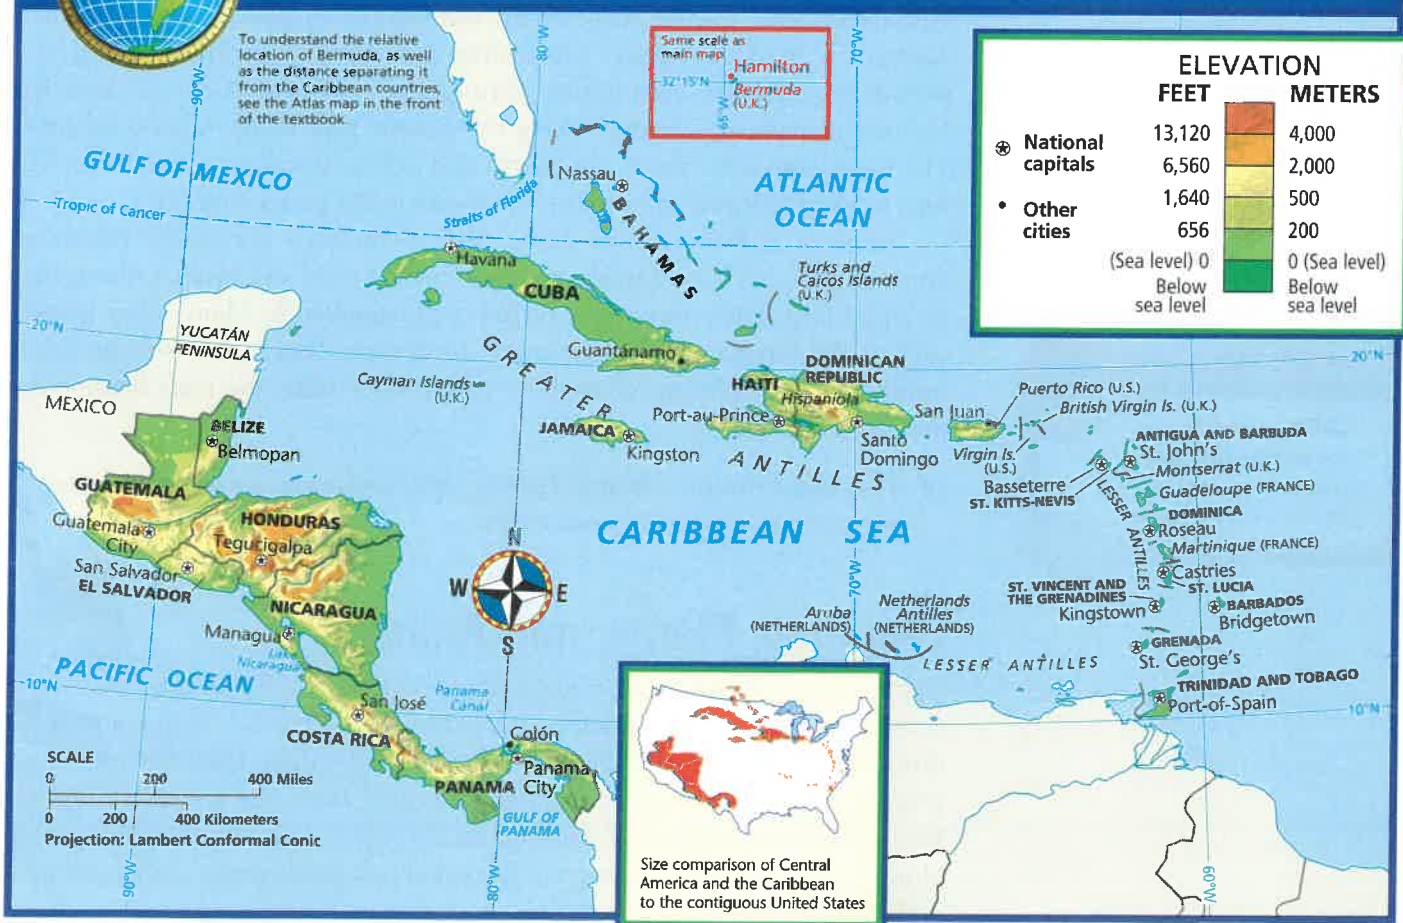 To understand the relative
location of Bermuda, as well
as the distance separating it
from the Caribbean countries,
see the Atlas map in the front
of the textbook
90°W
80°W
70°W
Same scale as
main map
Hamilton
32°15'N
Bermuda
(U.K.)
65°W
ELEVATION
FEET
METERS
National
capitals
Other
cities
13,120
4,000
6,560
2,000
1,640
500
656
200
(Sea level) 0
0 (Sea level)
Below
sea level
Below
sea level
GULF OF MEXICO
Tropic of Cancer
Straits of Florida
Nassau
BAHAMAS
ATLANTIC
OCEAN
Havana
CUBA
Turks and
Caicos Islands
(U.K.)
20°N
YUCATÁN
PENINSULA
GREATER
ANTILLES
Guantánamo
20°N
MEXICO
Cayman Islands
(U.K.)
HAITI
DOMINICAN
REPUBLIC
Hispaniola
Port-au-Prince
Santo
Domingo
San Juan
Puerto Rico (U.S.)
British Virgin Is. (U.K.)
Virgin Is.
(U.S.)
JAMAICA
Kingston
BELIZE
Belmopan
ANTIGUA AND BARBUDA
St. John's
Basseterre
ST. KITTS-NEVIS
Montserrat (U.K.)
Guadeloupe (FRANCE)
LESSER ANTILLES
DOMINICA
Roseau
Martinique (FRANCE)
Castries
ST. LUCIA
ST. VINCENT AND
THE GRENADINES
Kingstown
BARBADOS
Bridgetown
GRENADA
St. George's
TRINIDAD AND TOBAGO
Port-of-Spain
GUATEMALA
Guatemala
City
HONDURAS
Tegucigalpa
San Salvador
EL SALVADOR
NICARAGUA
Managua
Lake
Nicaragua
CARIBBEAN SEA
N
W
E
S
70°W
Aruba
(NETHERLANDS)
Netherlands
Antilles
(NETHERLANDS)
LESSER ANTILLES
PACIFIC OCEAN
10°N
10°N
San José
COSTA RICA
Panama
Canal
Colón
Panama
City
PANAMA
GULF OF
PANAMA
SCALE
0 200 400 Miles
0 200 400 Kilometers
Projection: Lambert Conformal Conic
90°W
80°W
60°W
Size comparison of Central
America and the Caribbean
to the contiguous United States